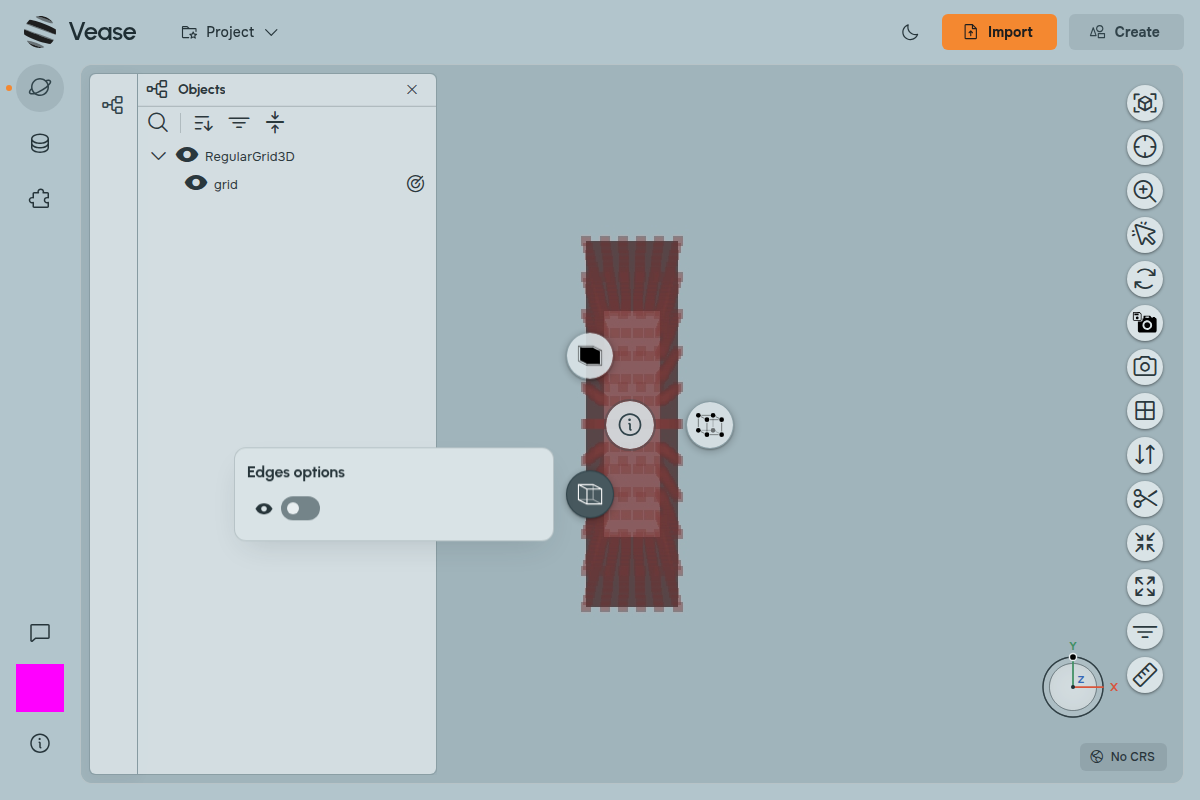 Vease
Project
Import
Create
Objects
RegularGrid3D
grid
Edges options
Y
Z
X
No CRS